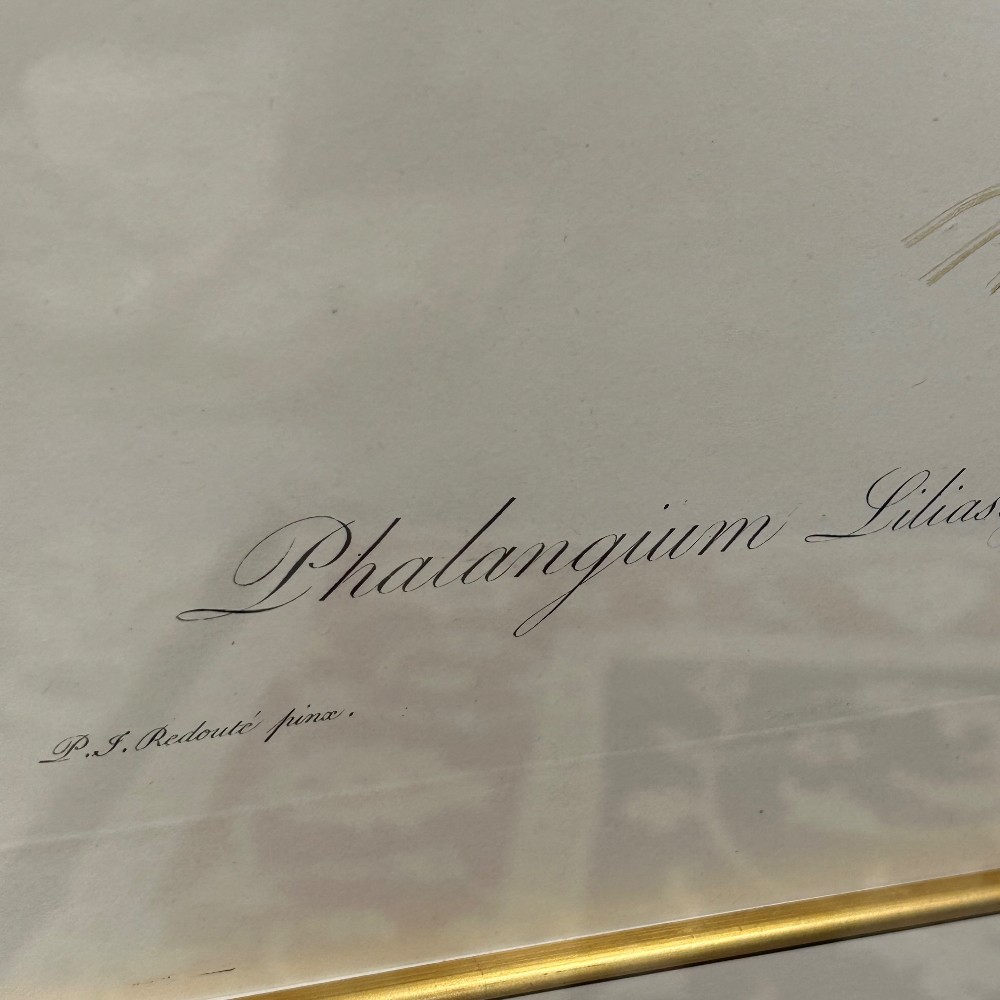 Phalangium Lilias
P.J. Redouté pinx.